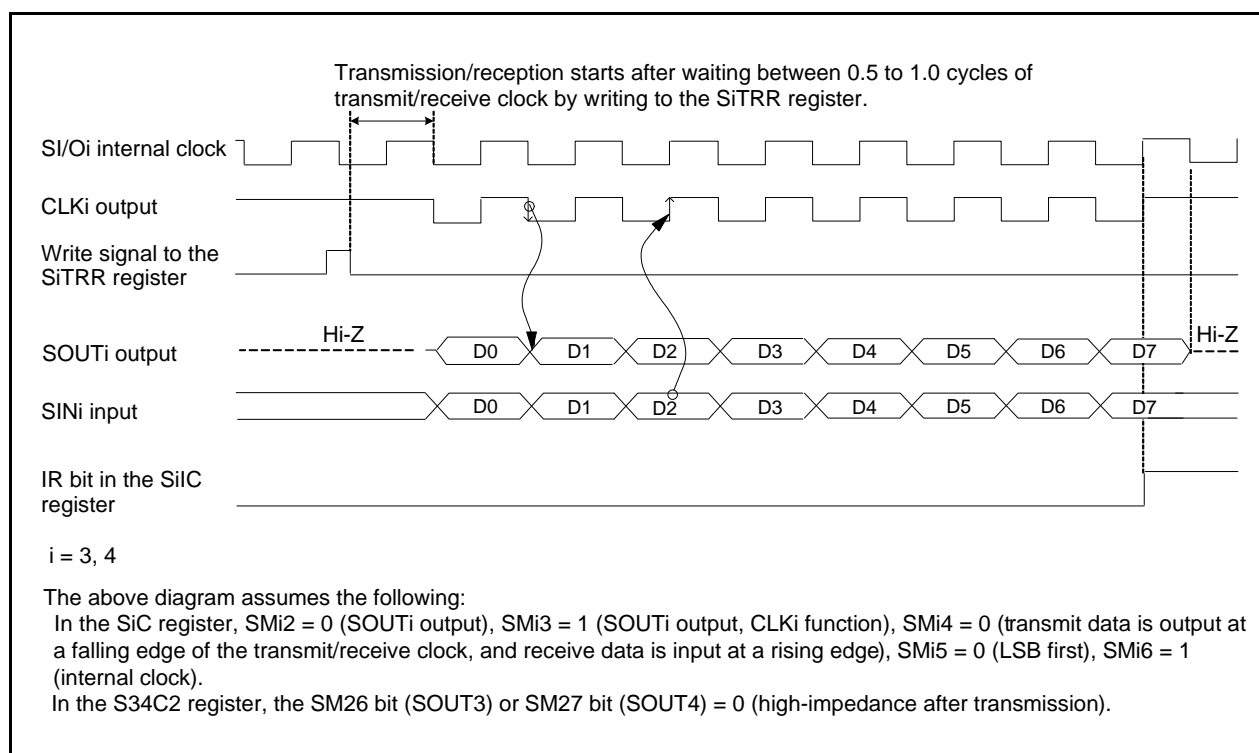 Transmission/reception starts after waiting between 0.5 to 1.0 cycles of
transmit/receive clock by writing to the SiTRR register.
SI/Oi internal clock
CLKi output
Write signal to the
SiTRR register
Hi-Z
SOUTi output
D0 D1 D2 D3 D4 D5 D6 D7
Hi-Z
SINi input
D0 D1 D2 D3 D4 D5 D6 D7
IR bit in the SiIC
register
i = 3, 4
The above diagram assumes the following:
In the SiC register, SMi2 = 0 (SOUTi output), SMi3 = 1 (SOUTi output, CLKi function), SMi4 = 0 (transmit data is output at
a falling edge of the transmit/receive clock, and receive data is input at a rising edge), SMi5 = 0 (LSB first), SMi6 = 1
(internal clock).
In the S34C2 register, the SM26 bit (SOUT3) or SM27 bit (SOUT4) = 0 (high-impedance after transmission).